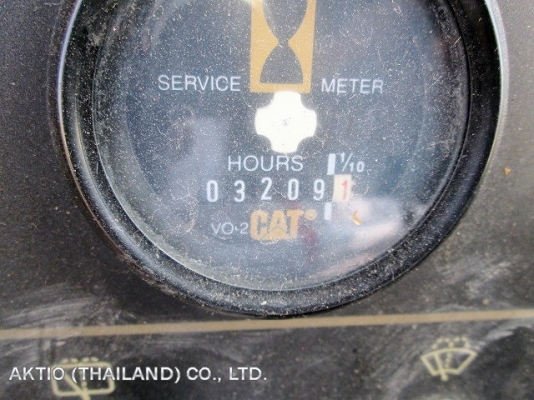 SERVICE METER
HOURS 1/10
032091
VO-2 CAT®
AKTIO (THAILAND) CO., LTD.